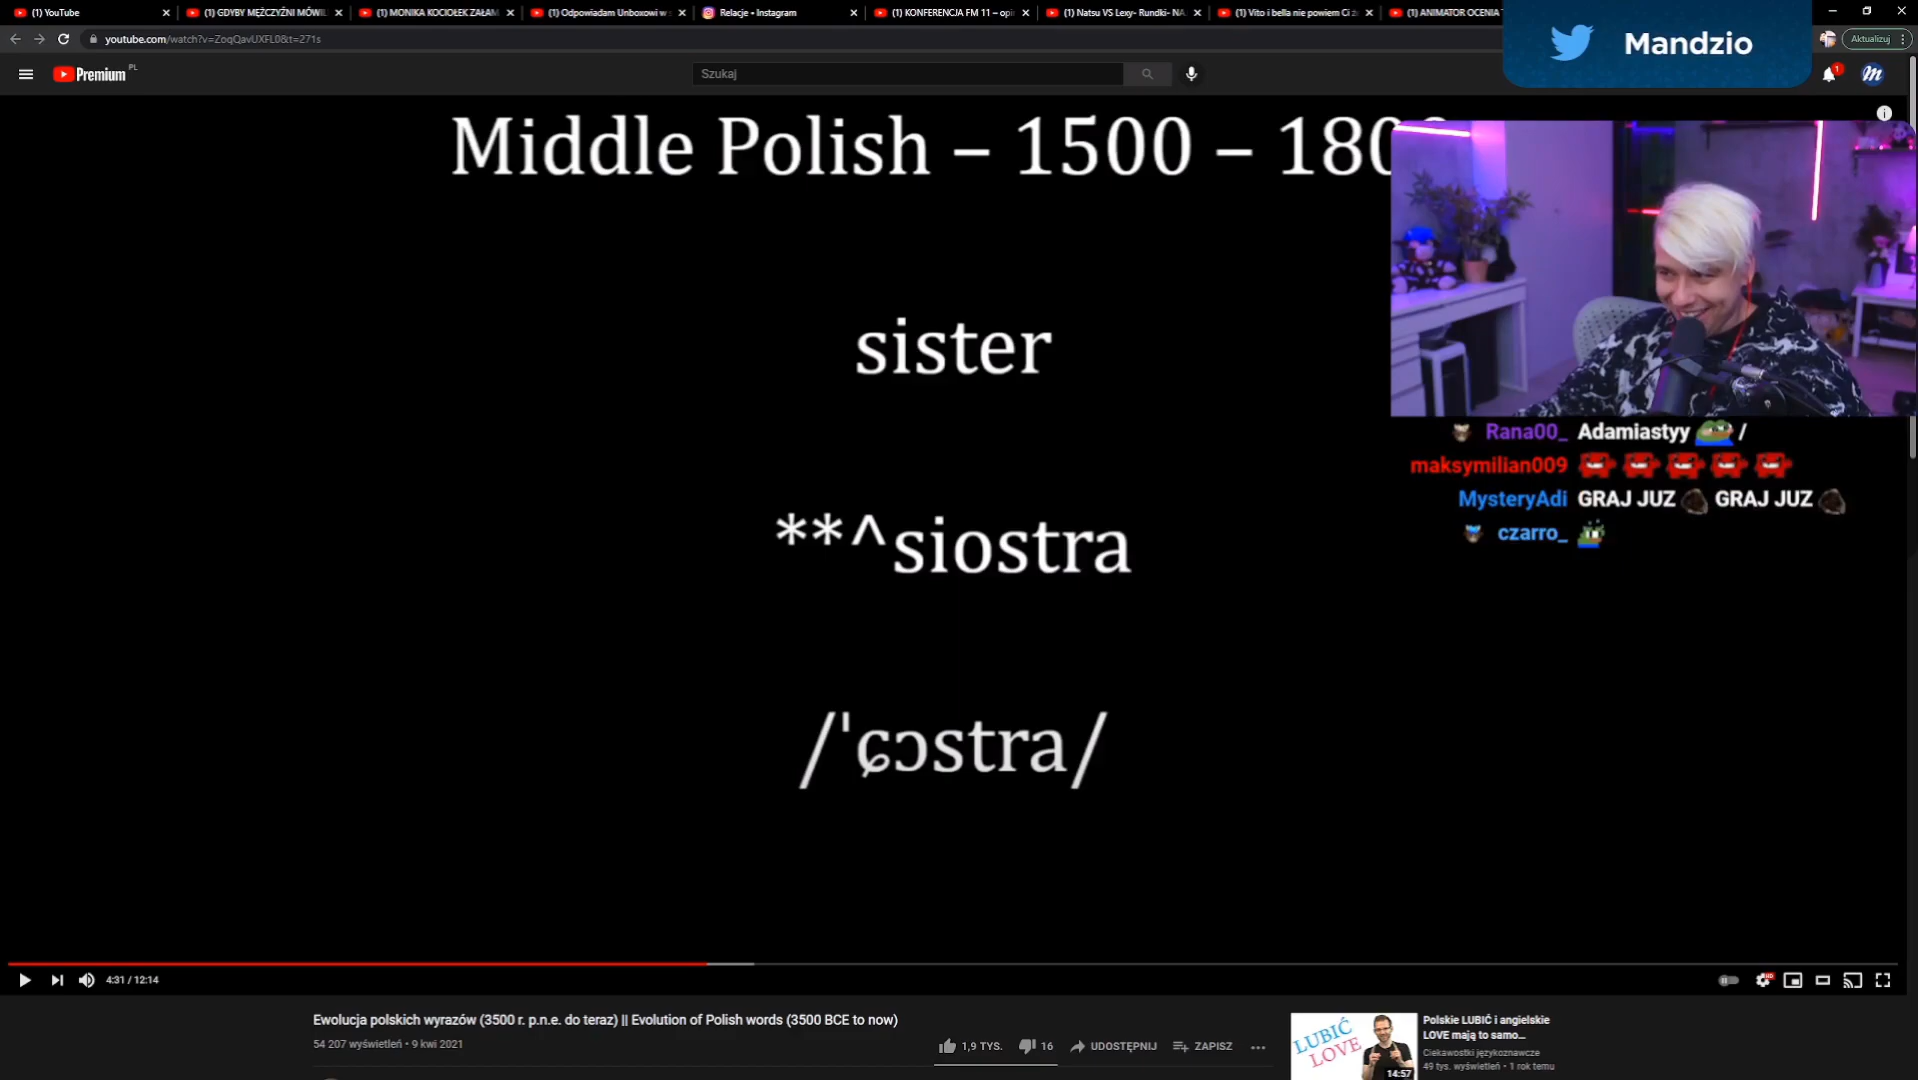 (1) YouTube
(1) GDYBY MĘŻCZYŹNI MÓWIL
(1) MONIKA KOCIOŁEK ZAŁAM
(1) Odpowiadam Unboxowi w s
Relacje • Instagram
(1) KONFERENCJA FM 11 – opi
(1) Natsu VS Lexy- Rundki- NA
(1) Vito i bella nie powiem Ci
(1) ANIMATOR OCENIA
youtube.com/watch?v=ZoqQavUXFL0&t=271s
Aktualizuj
Mandzio
Premium PL
Szukaj
1
Middle Polish – 1500 – 180
sister
**^siostra
/ˈɕɔstra/
Rana00_ Adamiastyy /
maksymilian009
MysteryAdi GRAJ JUZ GRAJ JUZ
czarro_
4:31 / 12:14
HD
Ewolucja polskich wyrazów (3500 r. p.n.e. do teraz) || Evolution of Polish words (3500 BCE to now)
54 207 wyświetleń • 9 kwi 2021
1,9 TYS.
16
UDOSTĘPNIJ
ZAPISZ
LUBIĆ
LOVE
14:57
Polskie LUBIĆ i angielskie
LOVE mają to samo...
Ciekawostki językoznawcze
49 tys. wyświetleń • 1 rok temu